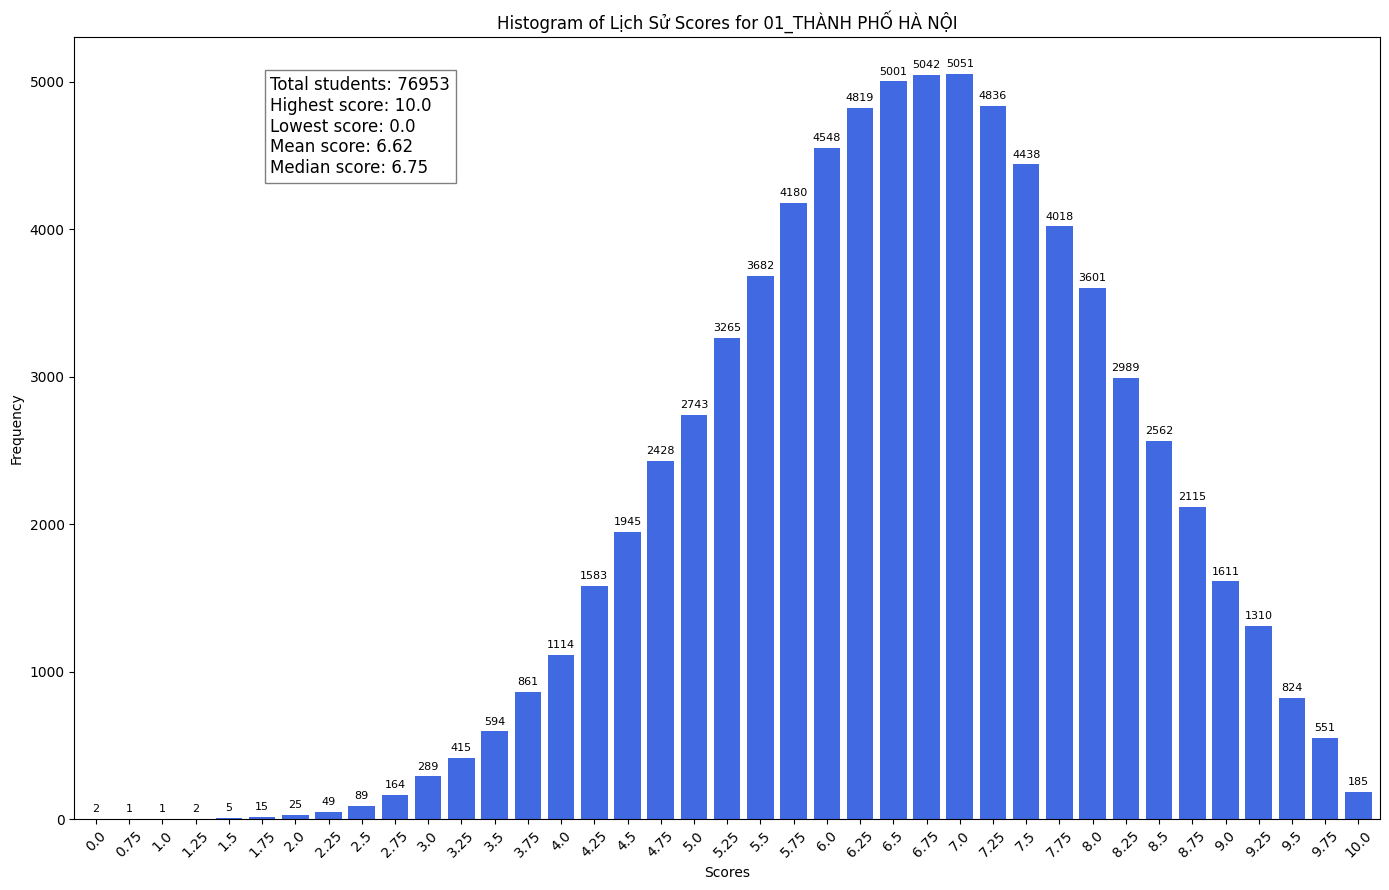 Histogram of Lịch Sử Scores for 01_THÀNH PHỐ HÀ NỘI
Total students: 76953
Highest score: 10.0
Lowest score: 0.0
Mean score: 6.62
Median score: 6.75
Frequency
5000
4000
3000
2000
1000
0
2 1 1 2 5 15 25 49 89 164 289 415 594 861 1114 1583 1945 2428 2743 3265 3682 4180 4548 4819 5001 5042 5051 4836 4438 4018 3601 2989 2562 2115 1611 1310 824 551 185
0.0 0.75 1.0 1.25 1.5 1.75 2.0 2.25 2.5 2.75 3.0 3.25 3.5 3.75 4.0 4.25 4.5 4.75 5.0 5.25 5.5 5.75 6.0 6.25 6.5 6.75 7.0 7.25 7.5 7.75 8.0 8.25 8.5 8.75 9.0 9.25 9.5 9.75 10.0
Scores